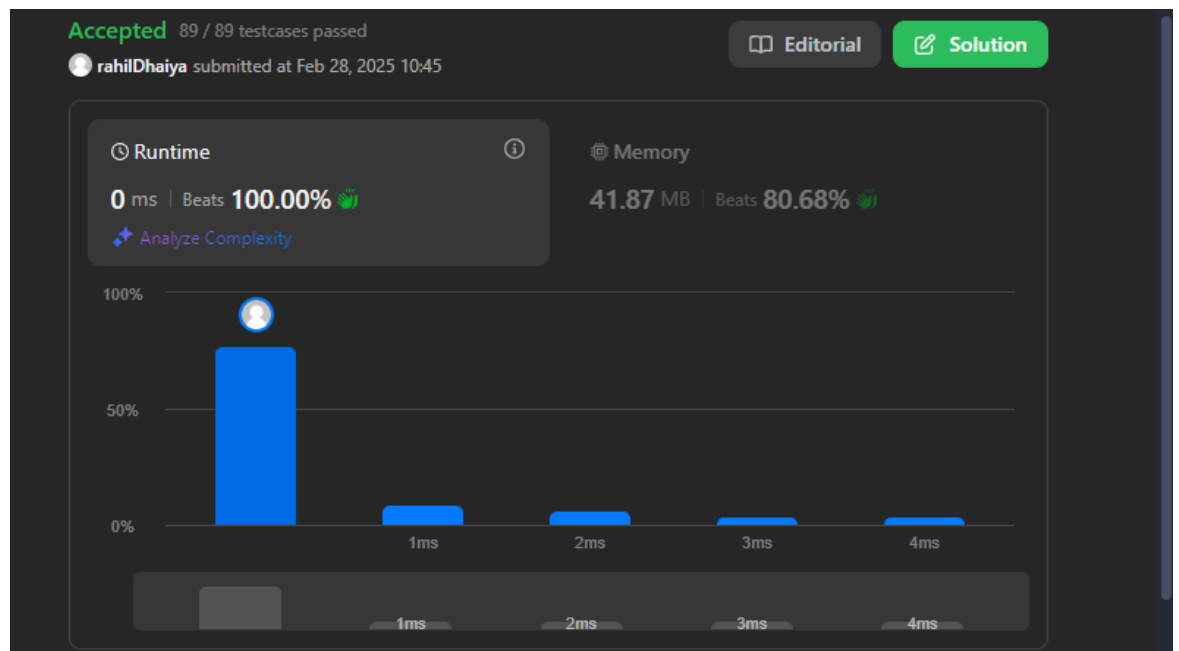 Accepted 89 / 89 testcases passed
Editorial
Solution
rahilDhaiya submitted at Feb 28, 2025 10:45
Runtime
0 ms | Beats 100.00%
Analyze Complexity
Memory
41.87 MB | Beats 80.68%
100%
50%
0%
1ms 2ms 3ms 4ms
1ms 2ms 3ms 4ms